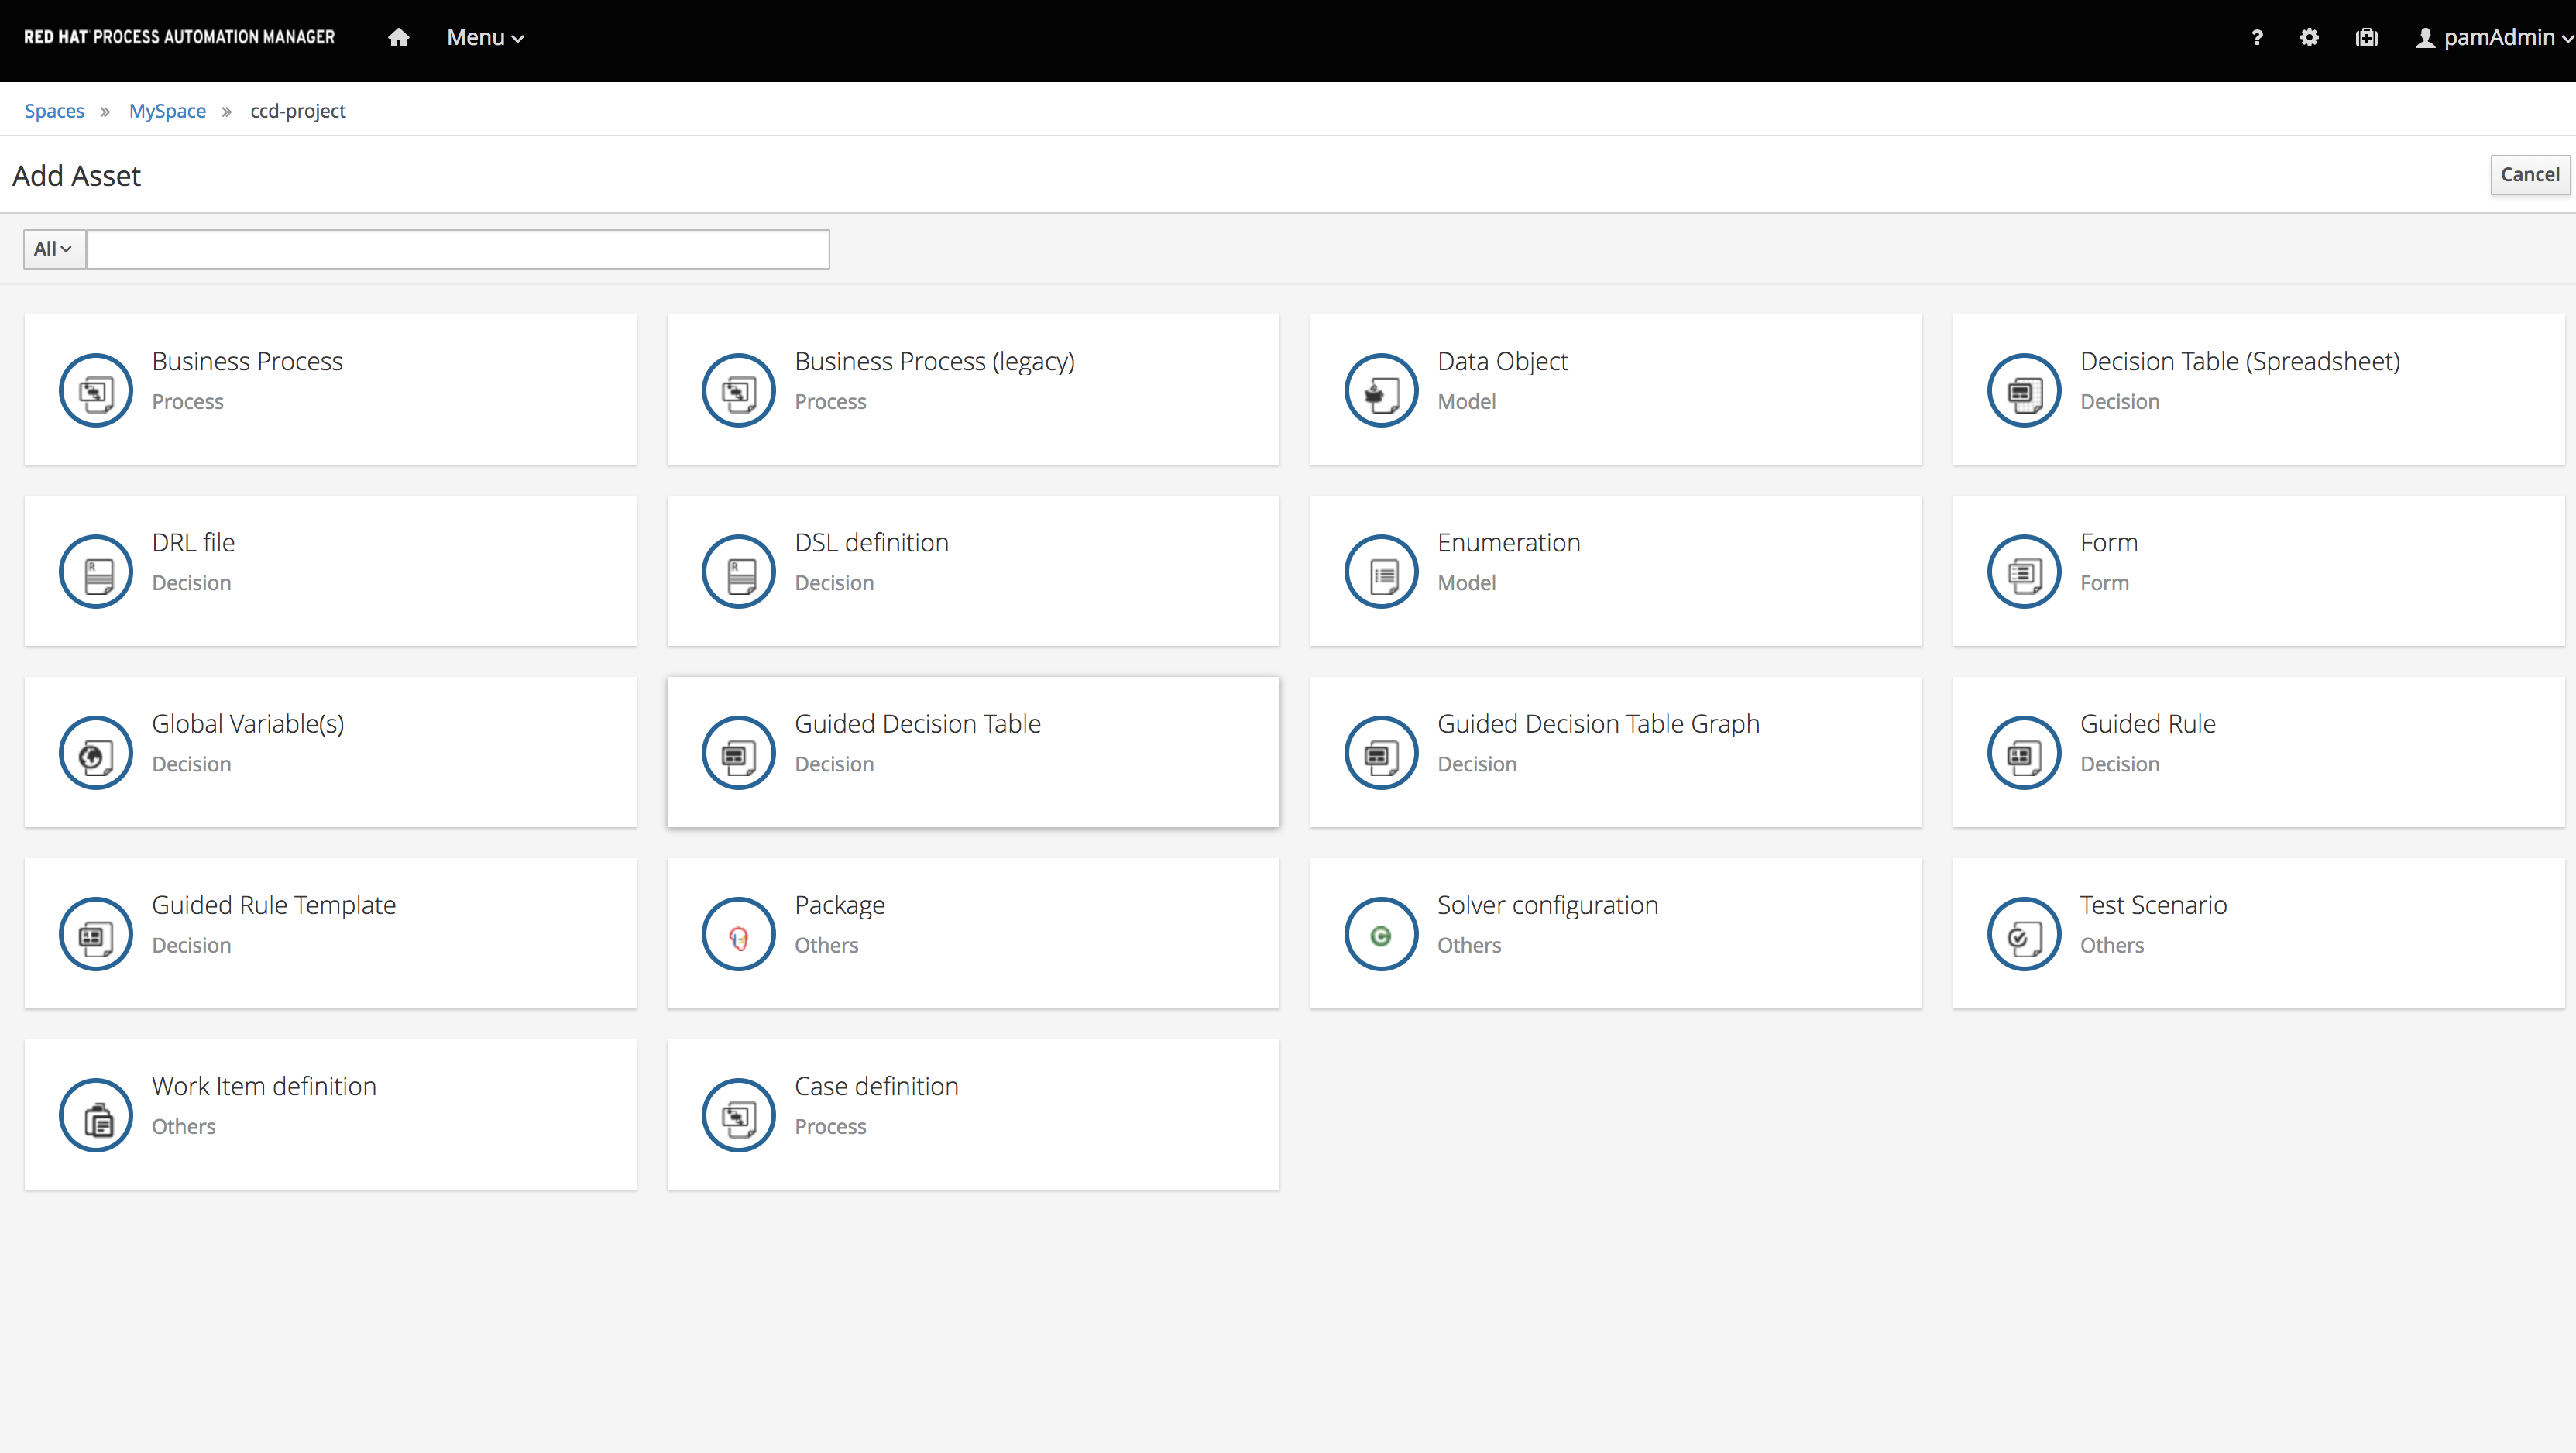 RED HAT PROCESS AUTOMATION MANAGER Menu ? pamAdmin
Spaces » MySpace » ccd-project
Add Asset Cancel
All
Business Process Business Process (legacy) Data Object Decision Table (Spreadsheet)
Process Process Model Decision
DRL file DSL definition Enumeration Form
Decision Decision Model Form
Global Variable(s) Guided Decision Table Guided Decision Table Graph Guided Rule
Decision Decision Decision Decision
Guided Rule Template Package Solver configuration Test Scenario
Decision Others Others Others
Work Item definition Case definition
Others Process